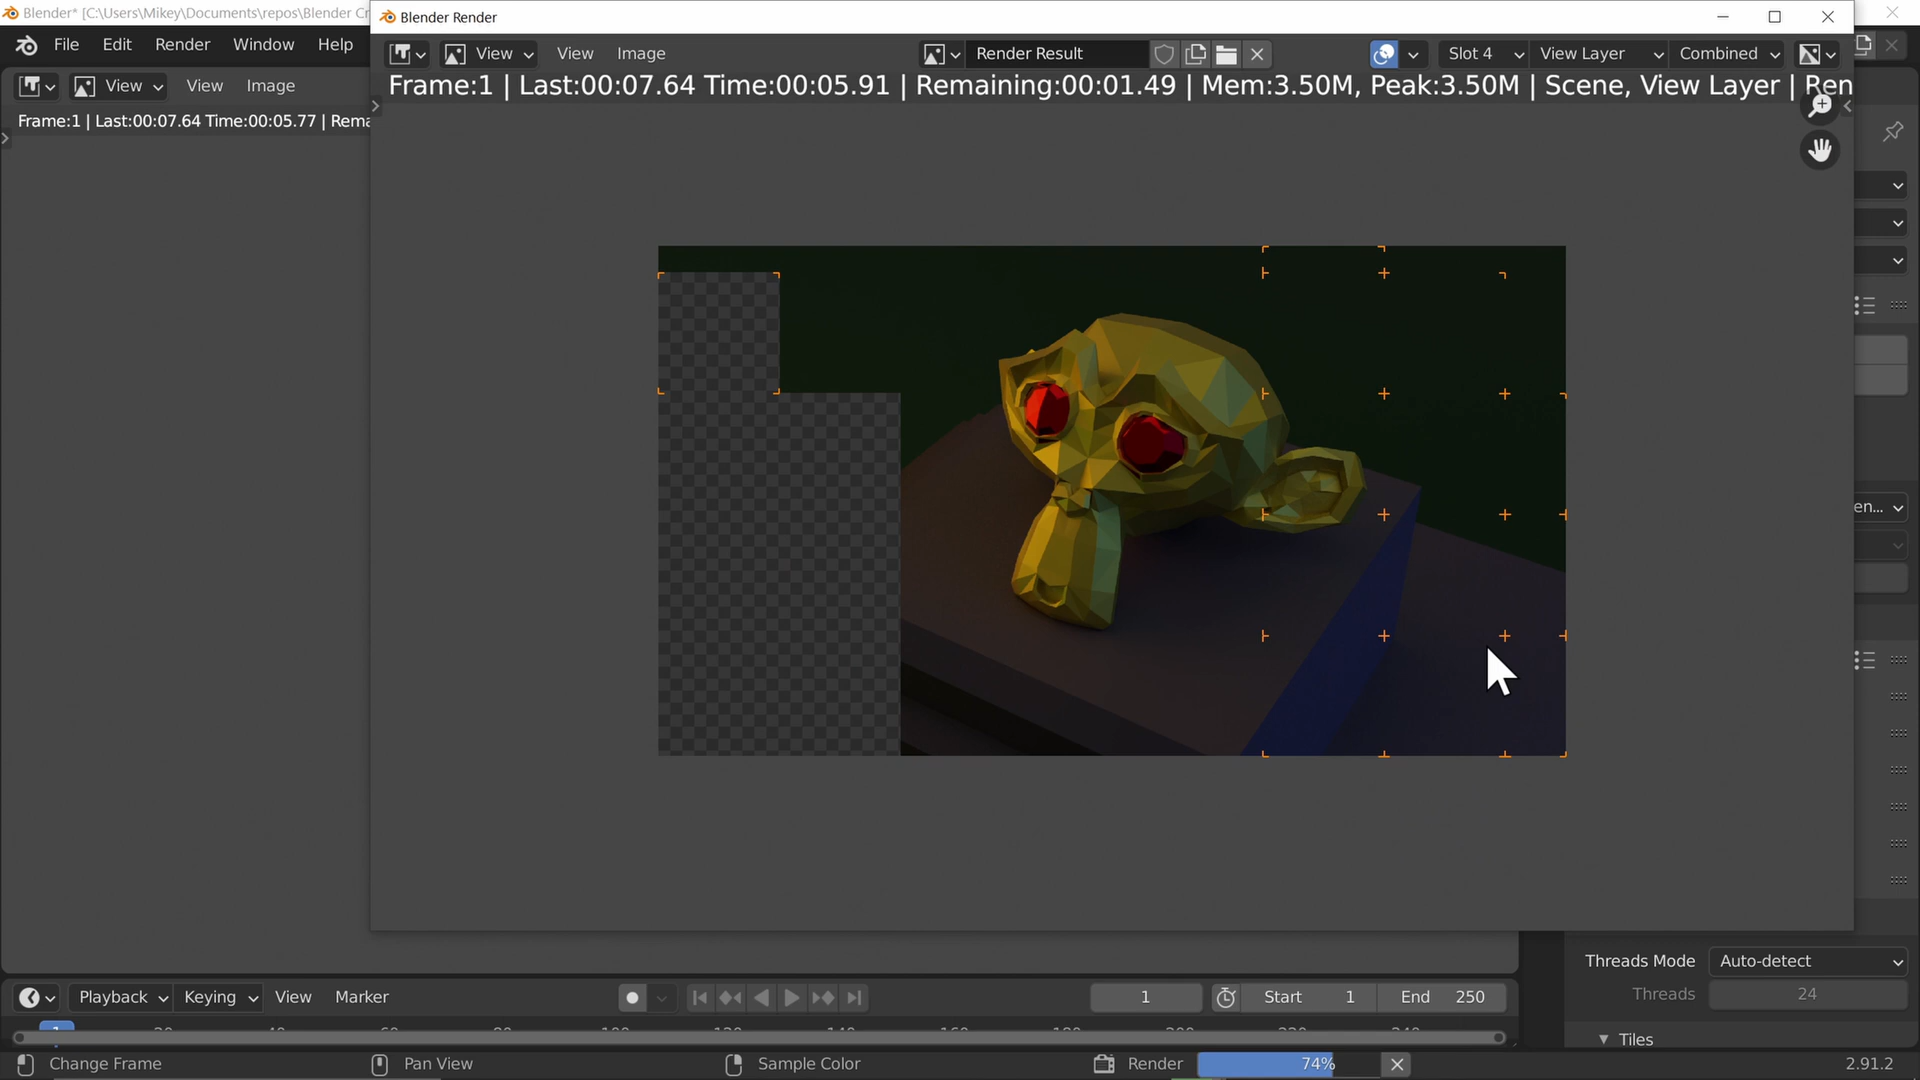 Blender* [C:\Users\Mikey\Documents\repos\Blender Cr
Blender Render
File Edit Render Window Help
View View Image Render Result Slot 4 View Layer Combined
View View Image
Frame:1 | Last:00:07.64 Time:00:05.91 | Remaining:00:01.49 | Mem:3.50M, Peak:3.50M | Scene, View Layer | Ren
Frame:1 | Last:00:07.64 Time:00:05.77 | Rema
en...
Threads Mode Auto-detect
Threads 24
Playback Keying View Marker 1 Start 1 End 250
Tiles
Change Frame Pan View Sample Color Render 74% 2.91.2